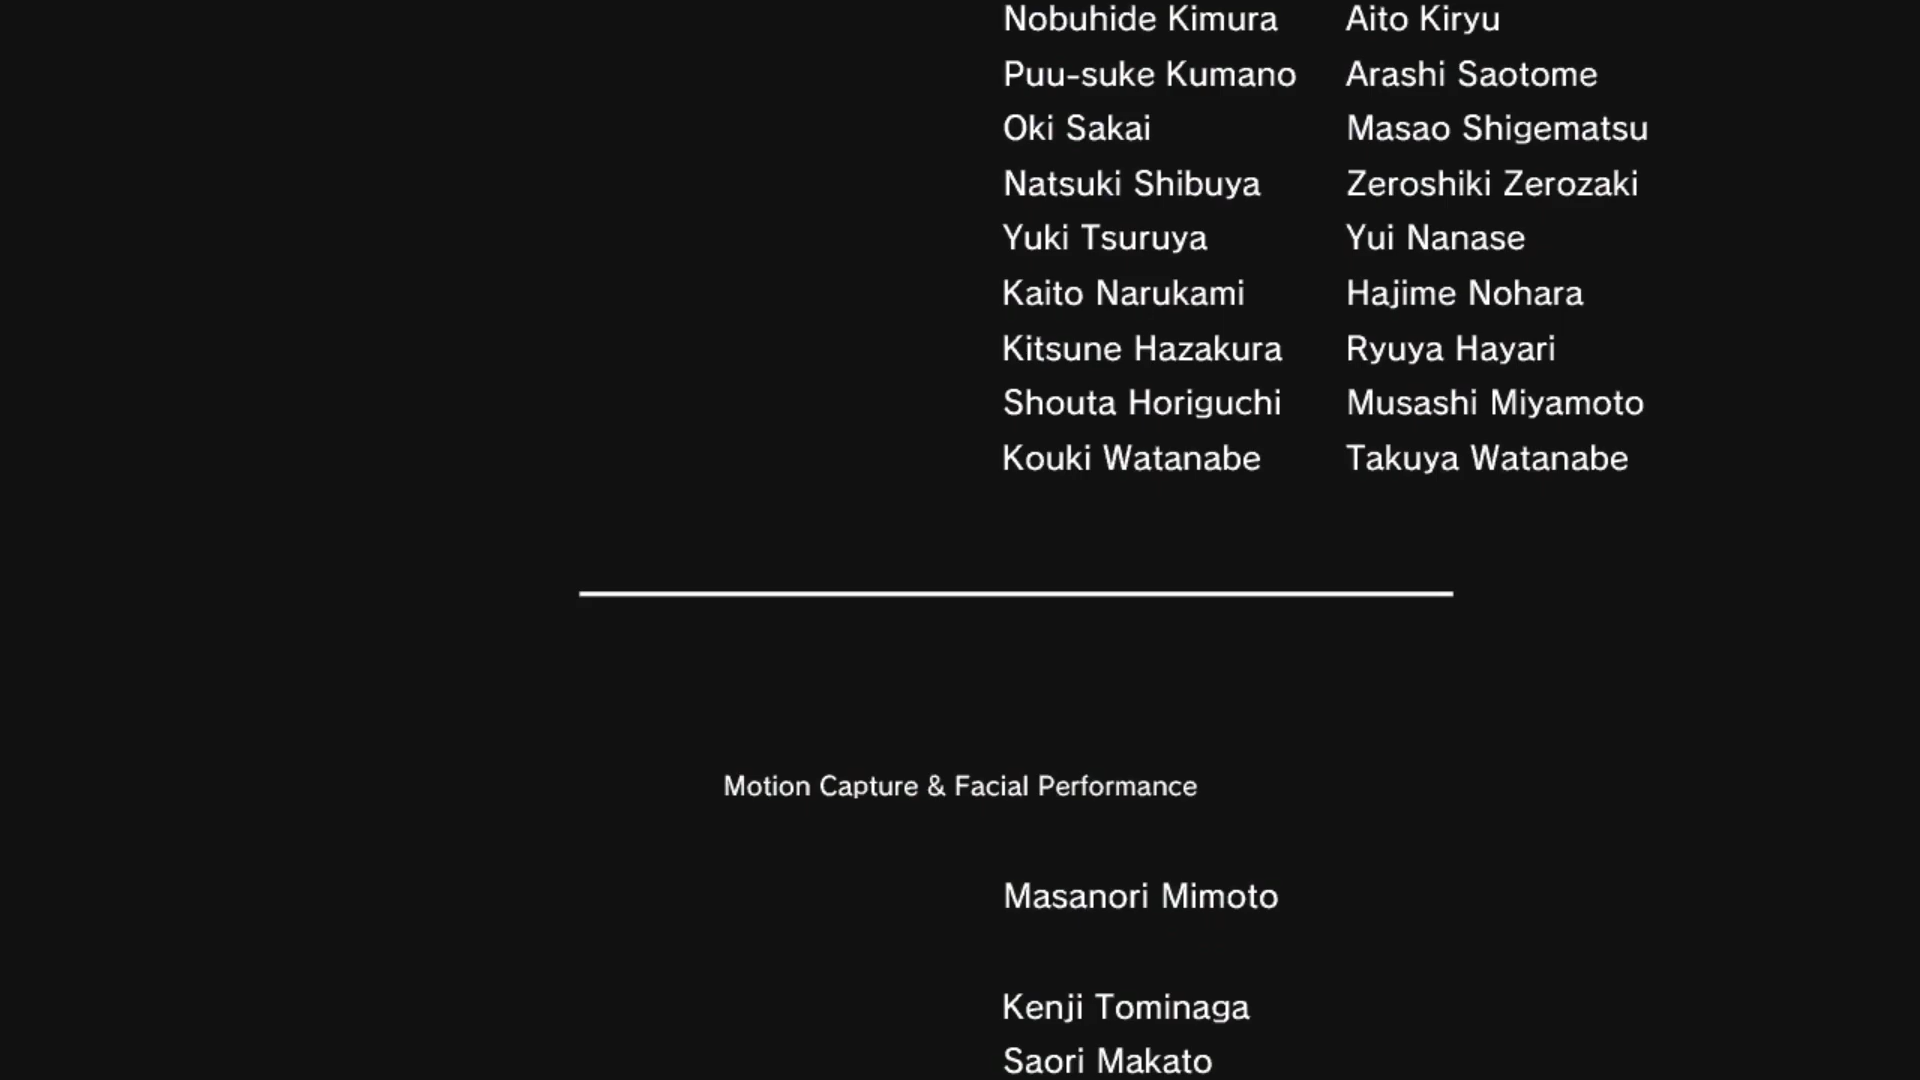 Nobuhide Kimura Aito Kiryu
Puu-suke Kumano Arashi Saotome
Oki Sakai Masao Shigematsu
Natsuki Shibuya Zeroshiki Zerozaki
Yuki Tsuruya Yui Nanase
Kaito Narukami Hajime Nohara
Kitsune Hazakura Ryuya Hayari
Shouta Horiguchi Musashi Miyamoto
Kouki Watanabe Takuya Watanabe
Motion Capture & Facial Performance
Masanori Mimoto
Kenji Tominaga
Saori Makato